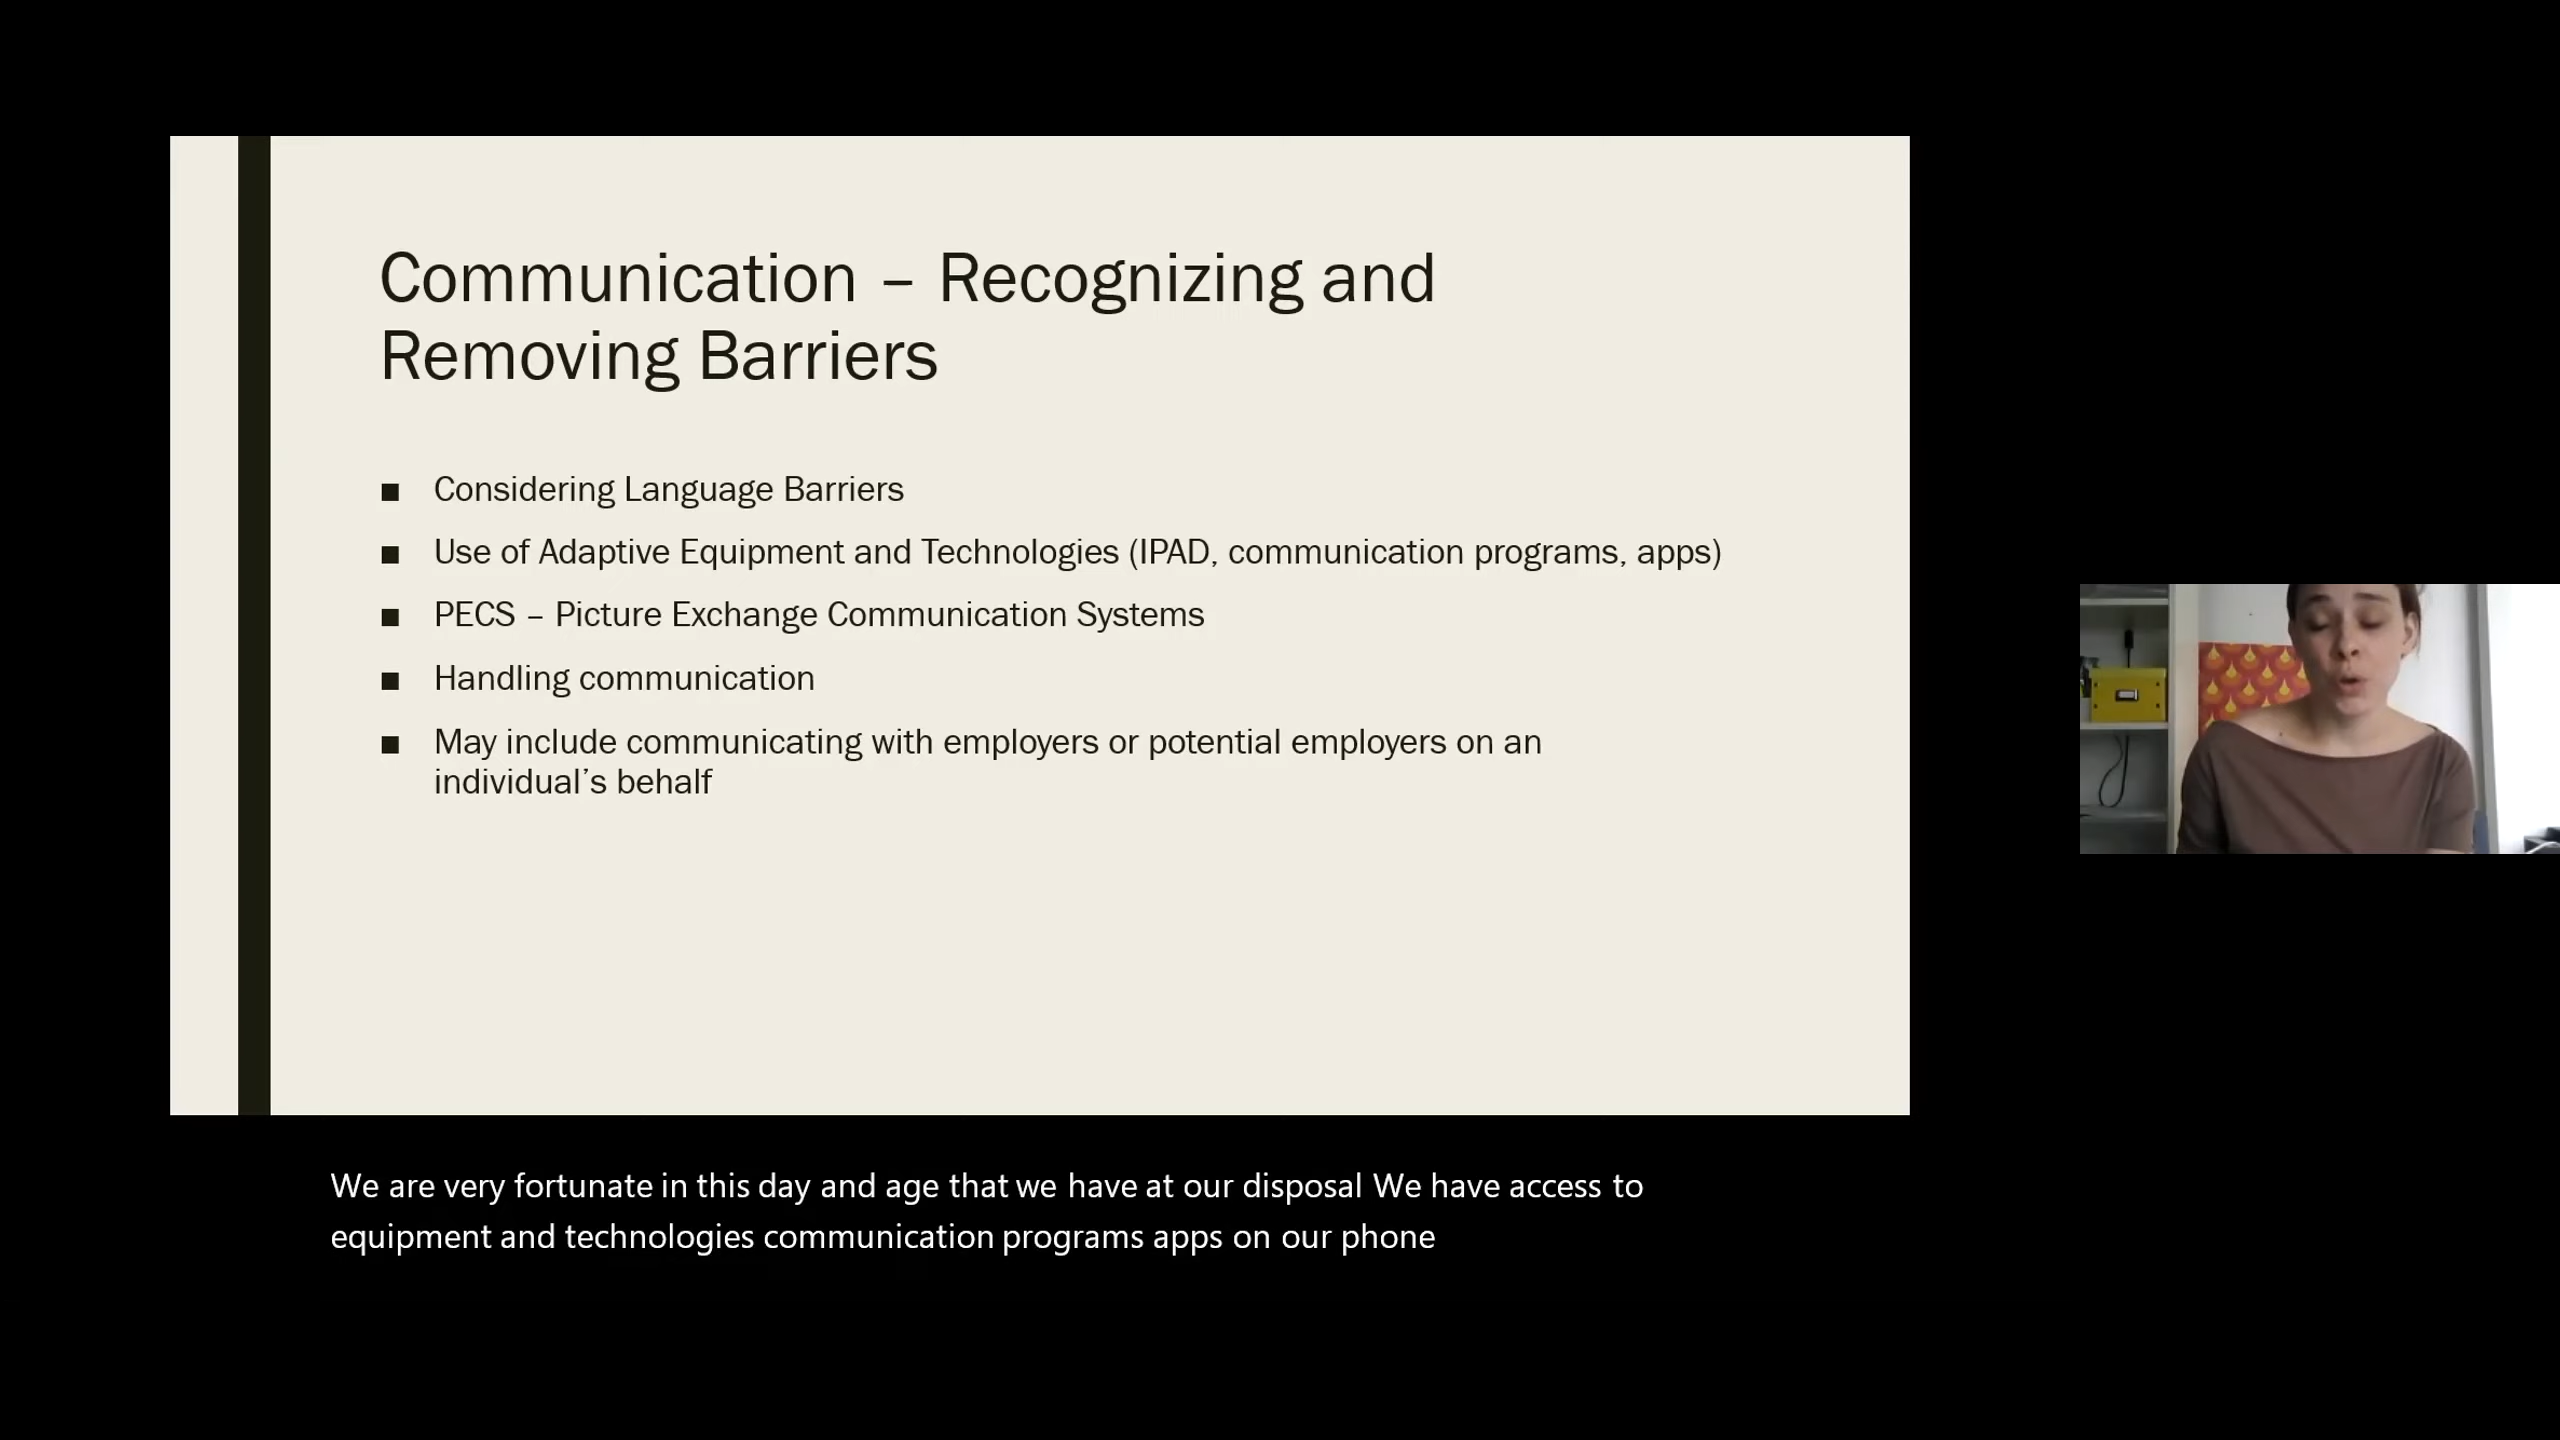 Communication – Recognizing and
Removing Barriers
■ Considering Language Barriers
■ Use of Adaptive Equipment and Technologies (IPAD, communication programs, apps)
■ PECS – Picture Exchange Communication Systems
■ Handling communication
■ May include communicating with employers or potential employers on an
individual’s behalf
We are very fortunate in this day and age that we have at our disposal We have access to
equipment and technologies communication programs apps on our phone